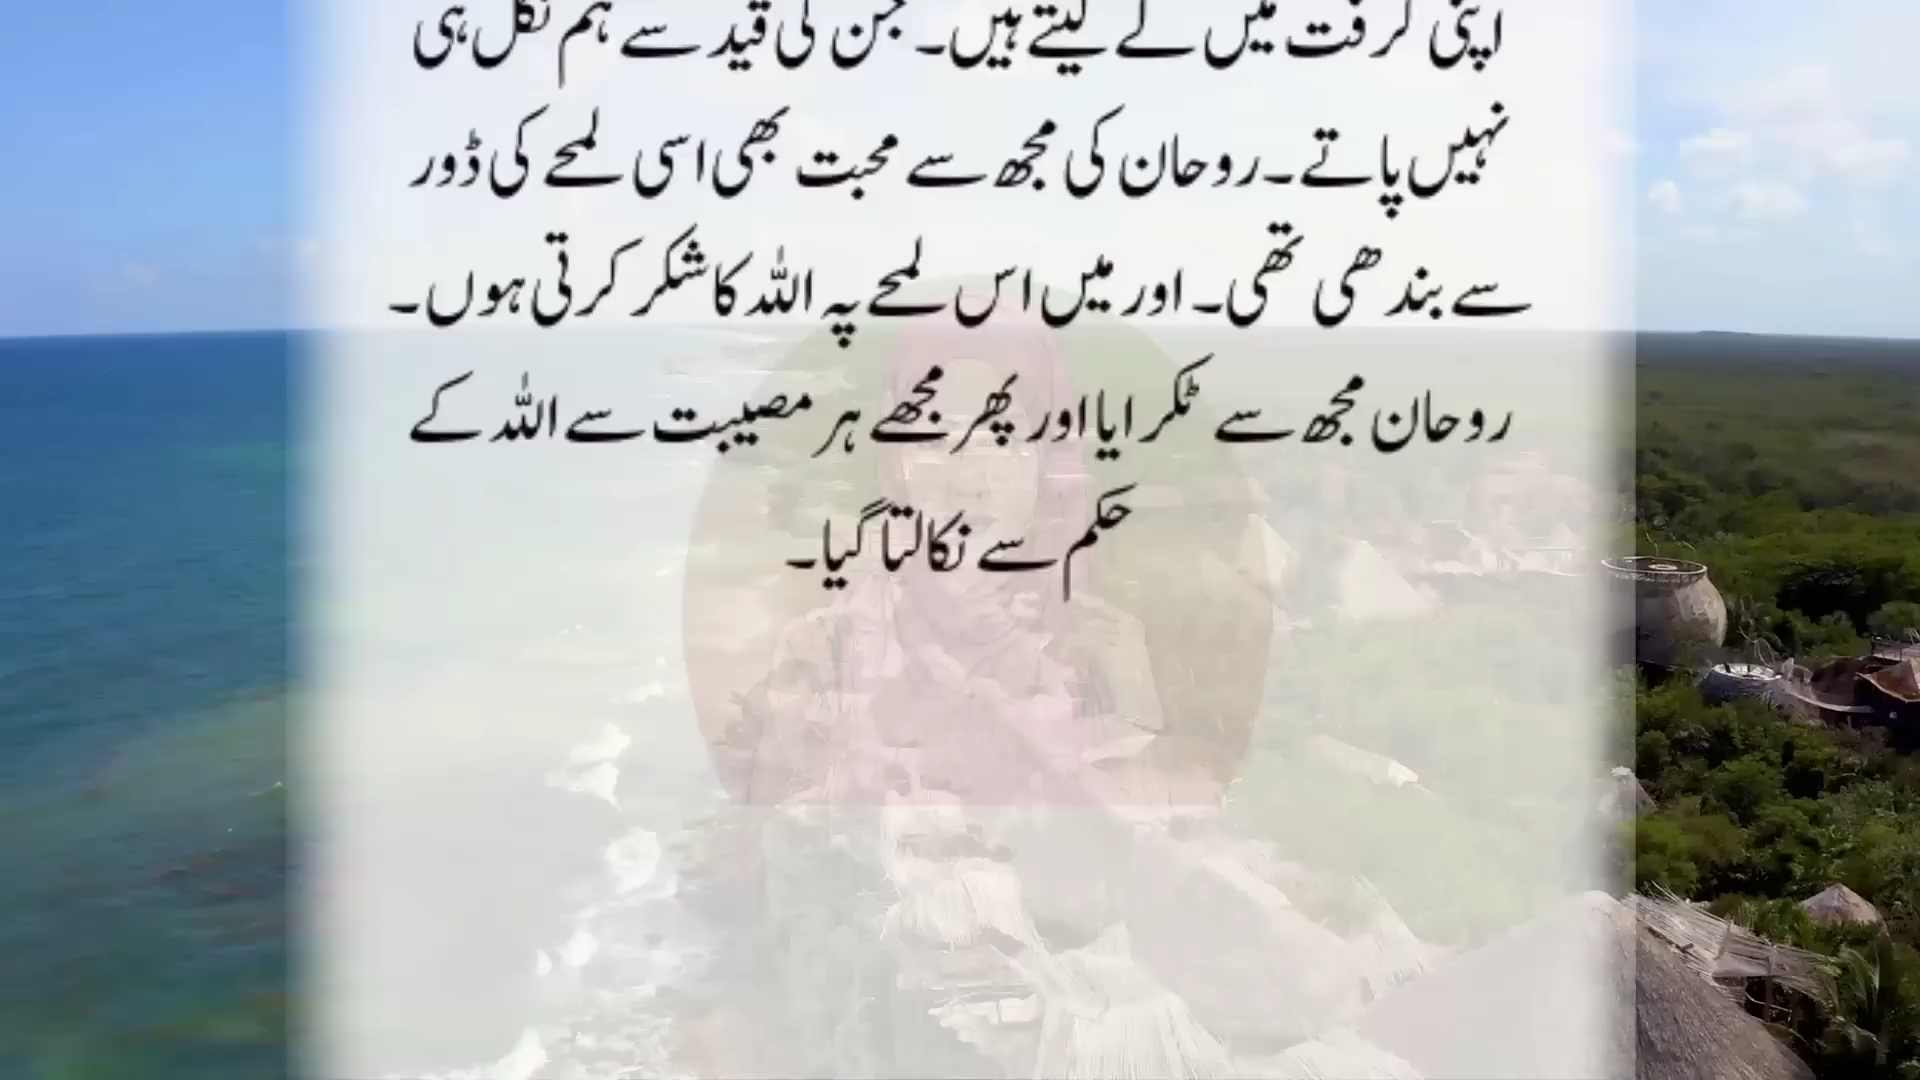 اپنی گرفت میں لے لیتے ہیں۔ جن کی قید سے ہم نکل ہی
نہیں پاتے۔ روحان کی مجھ سے محبت بھی اسی لمحے کی ڈور
سے بندھی تھی۔ اور میں اس لمحے پہ اللہ کا شکر کرتی ہوں۔
روحان مجھ سے ٹکرایا اور پھر مجھے ہر مصیبت سے اللہ کے
حکم سے نکالتا گیا۔